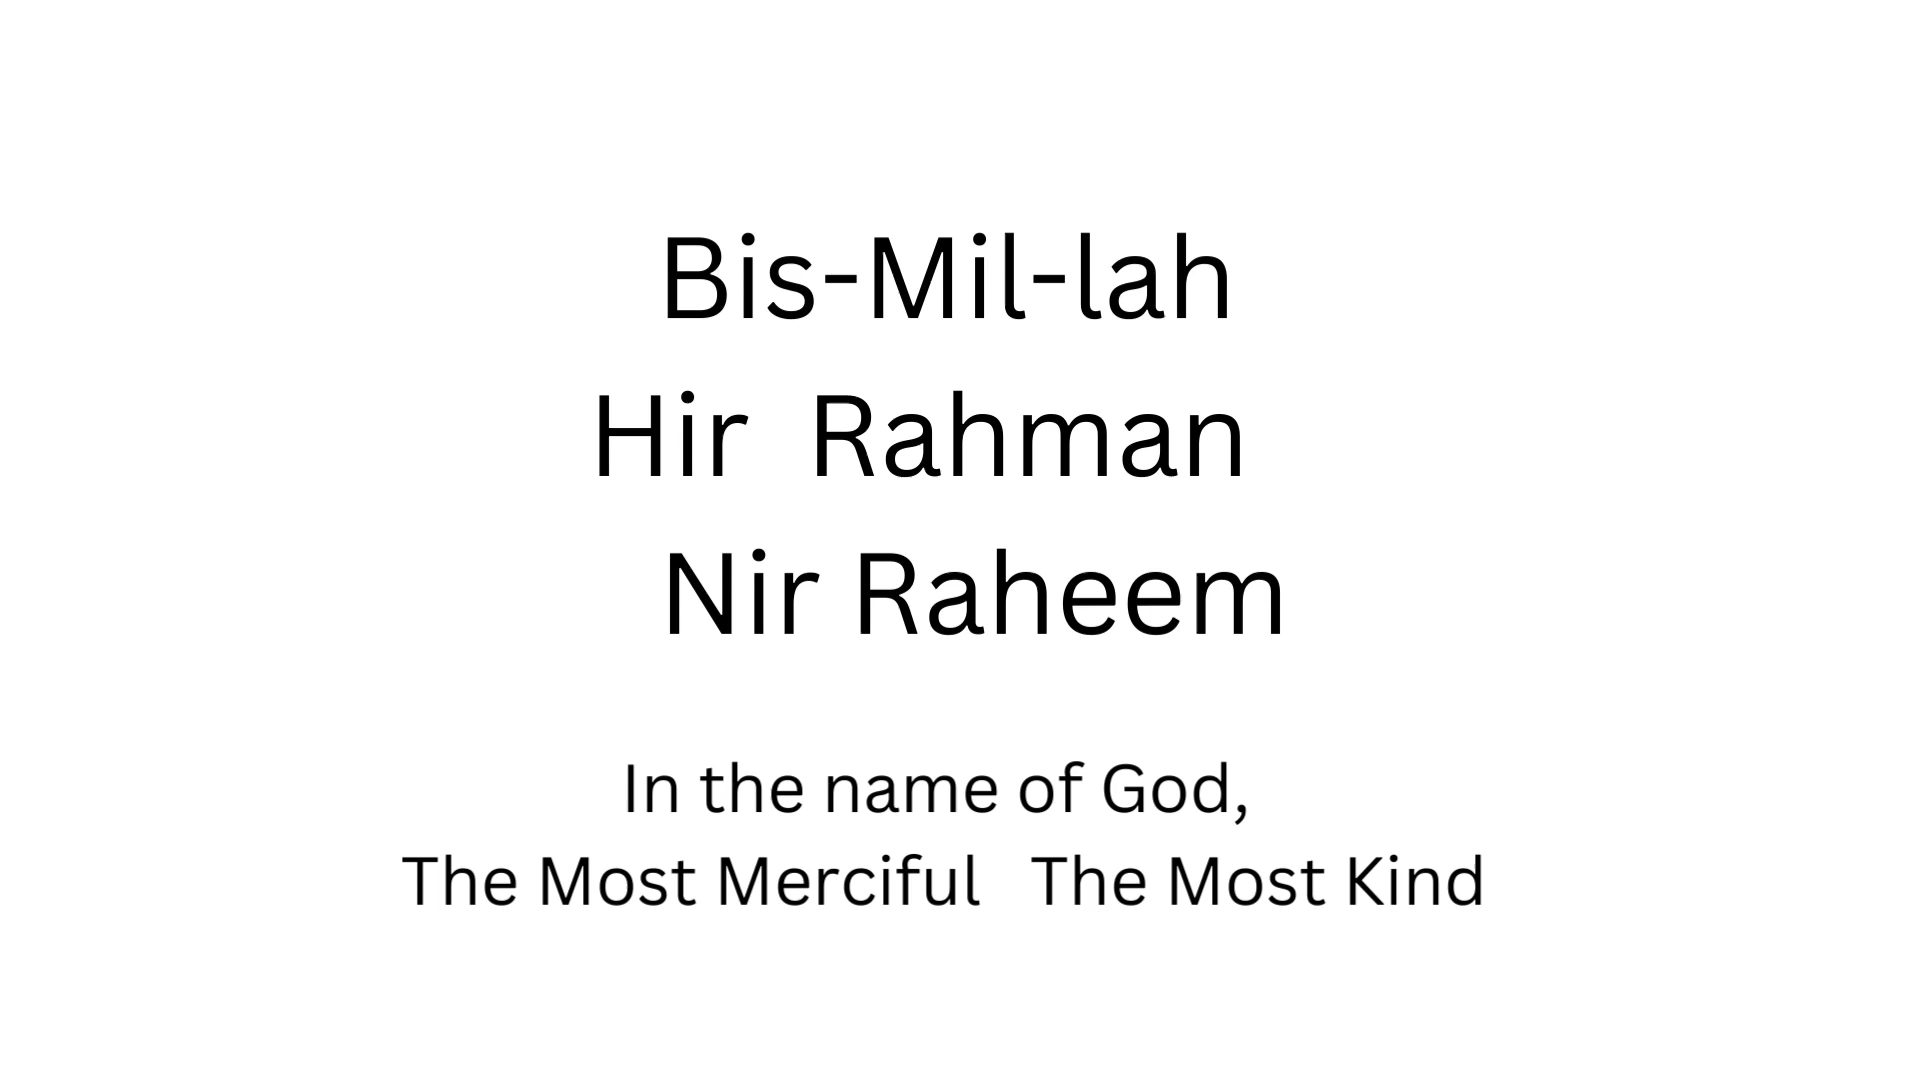 Bis-Mil-lah
Hir Rahman
Nir Raheem
In the name of God,
The Most Merciful The Most Kind